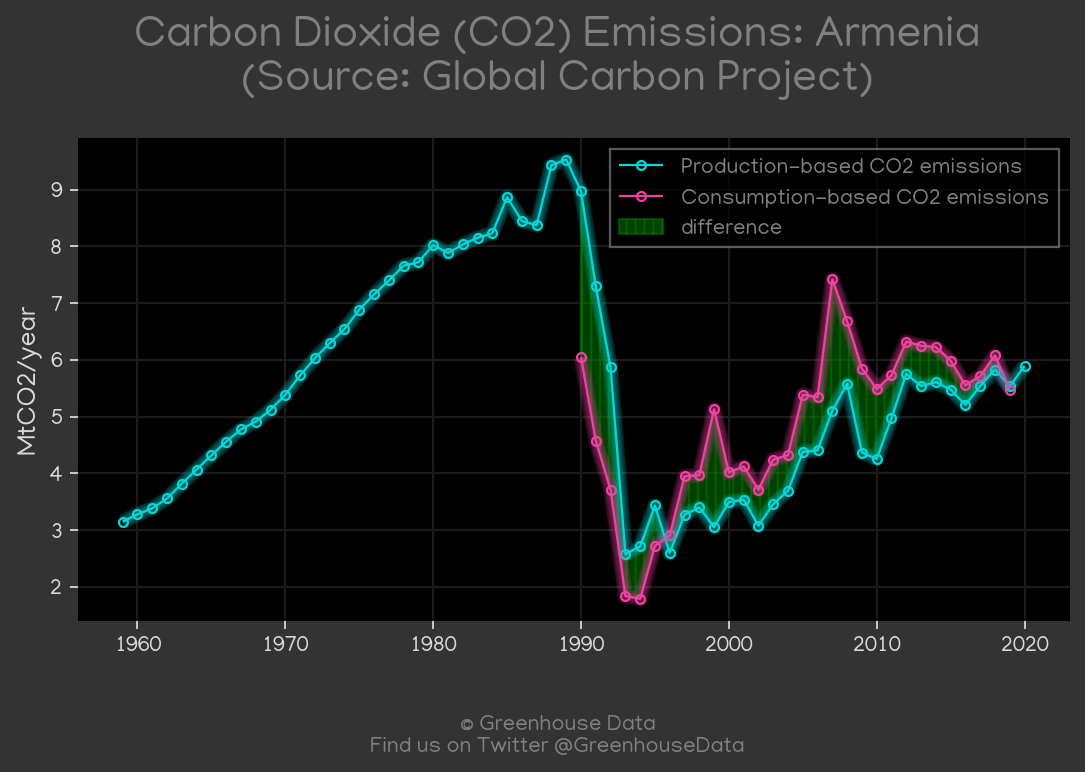 Carbon Dioxide (CO2) Emissions: Armenia
(Source: Global Carbon Project)
Production-based CO2 emissions
Consumption-based CO2 emissions
difference
MtCO2/year
9
8
7
6
5
4
3
2
1960 1970 1980 1990 2000 2010 2020
© Greenhouse Data
Find us on Twitter @GreenhouseData